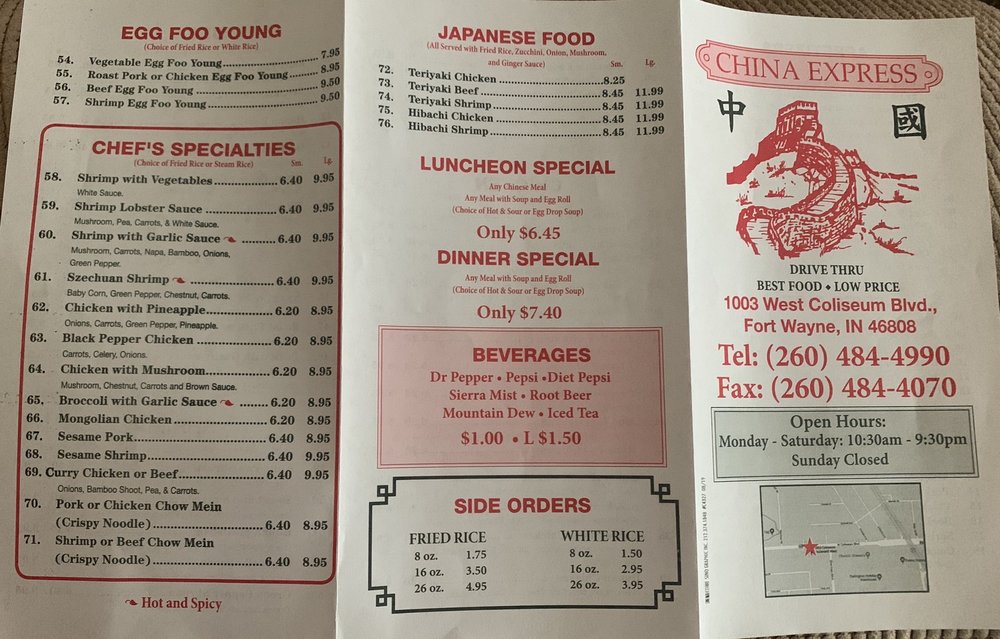 EGG FOO YOUNG
(Choice of Fried Rice or White Rice)
54. Vegetable Egg Foo Young 7.95
55. Roast Pork or Chicken Egg Foo Young 8.95
56. Beef Egg Foo Young 9.50
57. Shrimp Egg Foo Young 9.50
CHEF'S SPECIALTIES
(Choice of Fried Rice or Steam Rice) Sm. Lg.
58. Shrimp with Vegetables 6.40 9.95
White Sauce.
59. Shrimp Lobster Sauce 6.40 9.95
Mushroom, Pea, Carrots, & White Sauce.
60. Shrimp with Garlic Sauce 6.40 9.95
Mushroom, Carrots, Napa, Bamboo, Onions,
Green Pepper.
61. Szechuan Shrimp 6.40 9.95
Baby Corn, Green Pepper, Chestnut, Carrots.
62. Chicken with Pineapple 6.20 8.95
Onions, Carrots, Green Pepper, Pineapple.
63. Black Pepper Chicken 6.20 8.95
Carrots, Celery, Onions.
64. Chicken with Mushroom 6.20 8.95
Mushroom, Chestnut, Carrots and Brown Sauce.
65. Broccoli with Garlic Sauce 6.20 8.95
66. Mongolian Chicken 6.20 8.95
67. Sesame Pork 6.40 8.95
68. Sesame Shrimp 6.40 9.95
69. Curry Chicken or Beef 6.40 9.95
Onions, Bamboo Shoot, Pea, & Carrots.
70. Pork or Chicken Chow Mein
(Crispy Noodle) 6.40 8.95
71. Shrimp or Beef Chow Mein
(Crispy Noodle) 6.40 8.95
Hot and Spicy
JAPANESE FOOD
(All Served with Fried Rice, Zucchini, Onion, Mushroom,
and Ginger Sauce) Sm. Lg.
72. Teriyaki Chicken 8.25
73. Teriyaki Beef 8.45 11.99
74. Teriyaki Shrimp 8.45 11.99
75. Hibachi Chicken 8.45 11.99
76. Hibachi Shrimp 8.45 11.99
LUNCHEON SPECIAL
Any Chinese Meal
Any Meal with Soup and Egg Roll
(Choice of Hot & Sour or Egg Drop Soup)
Only $6.45
DINNER SPECIAL
Any Meal with Soup and Egg Roll
(Choice of Hot & Sour or Egg Drop Soup)
Only $7.40
BEVERAGES
Dr Pepper • Pepsi •Diet Pepsi
Sierra Mist • Root Beer
Mountain Dew • Iced Tea
$1.00 • L $1.50
SIDE ORDERS
FRIED RICE WHITE RICE
8 oz. 1.75 8 oz. 1.50
16 oz. 3.50 16 oz. 2.95
26 oz. 4.95 26 oz. 3.95
CHINA EXPRESS
中 國
DRIVE THRU
BEST FOOD • LOW PRICE
1003 West Coliseum Blvd.,
Fort Wayne, IN 46808
Tel: (260) 484-4990
Fax: (260) 484-4070
Open Hours:
Monday - Saturday: 10:30am - 9:30pm
Sunday Closed